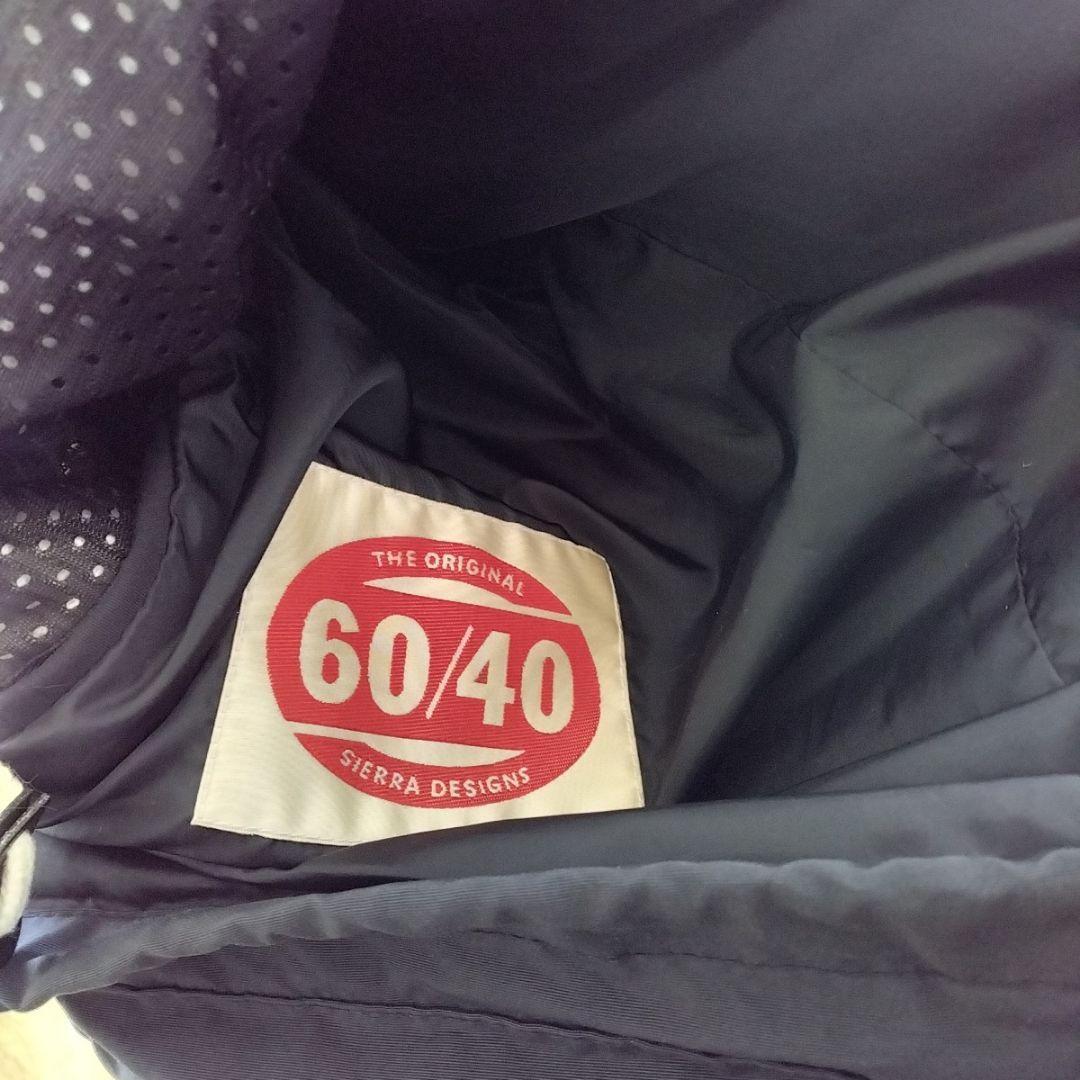 THE ORIGINAL
60/40
SIERRA DESIGNS